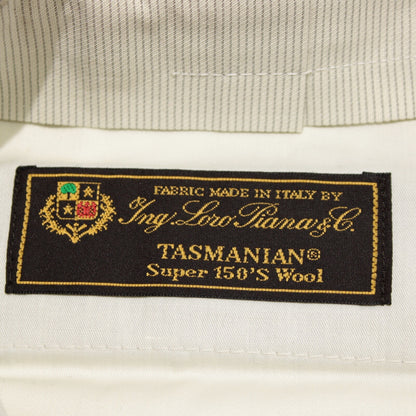 FABRIC MADE IN ITALY BY
Ing. Loro Piana & C.
TASMANIAN®
Super 150'S Wool